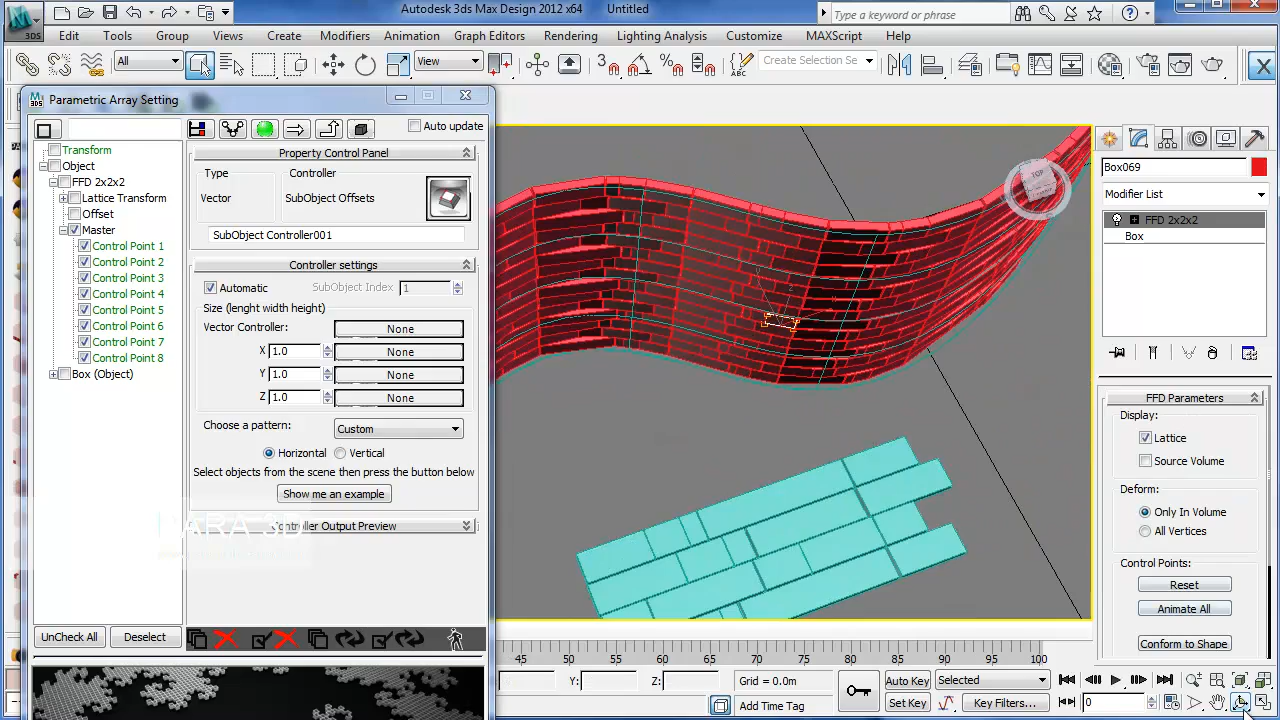 Autodesk 3ds Max Design 2012 x64 Untitled
Type a keyword or phrase
3DS
Edit Tools Group Views Create Modifiers Animation Graph Editors Rendering Lighting Analysis Customize MAXScript Help
All View Create Selection Se
Parametric Array Setting
Auto update
Transform
Object
FFD 2x2x2
Lattice Transform
Offset
Master
Control Point 1
Control Point 2
Control Point 3
Control Point 4
Control Point 5
Control Point 6
Control Point 7
Control Point 8
Box (Object)
UnCheck All Deselect
Property Control Panel
Type Controller
Vector SubObject Offsets
SubObject Controller001
Controller settings
Automatic SubObject Index 1
Size (lenght width height)
Vector Controller: None
X 1.0 None
Y 1.0 None
Z 1.0 None
Choose a pattern: Custom
Horizontal Vertical
Select objects from the scene then press the button below
Show me an example
Controller Output Preview
DARA 3D
TOP
Box069
Modifier List
FFD 2x2x2
Box
FFD Parameters
Display:
Lattice
Source Volume
Deform:
Only In Volume
All Vertices
Control Points:
Reset
Animate All
Conform to Shape
45 50 55 60 65 70 75 80 85 90 95 100
Y: Z: Grid = 0.0m
Add Time Tag
Auto Key Selected
Set Key Key Filters...
0